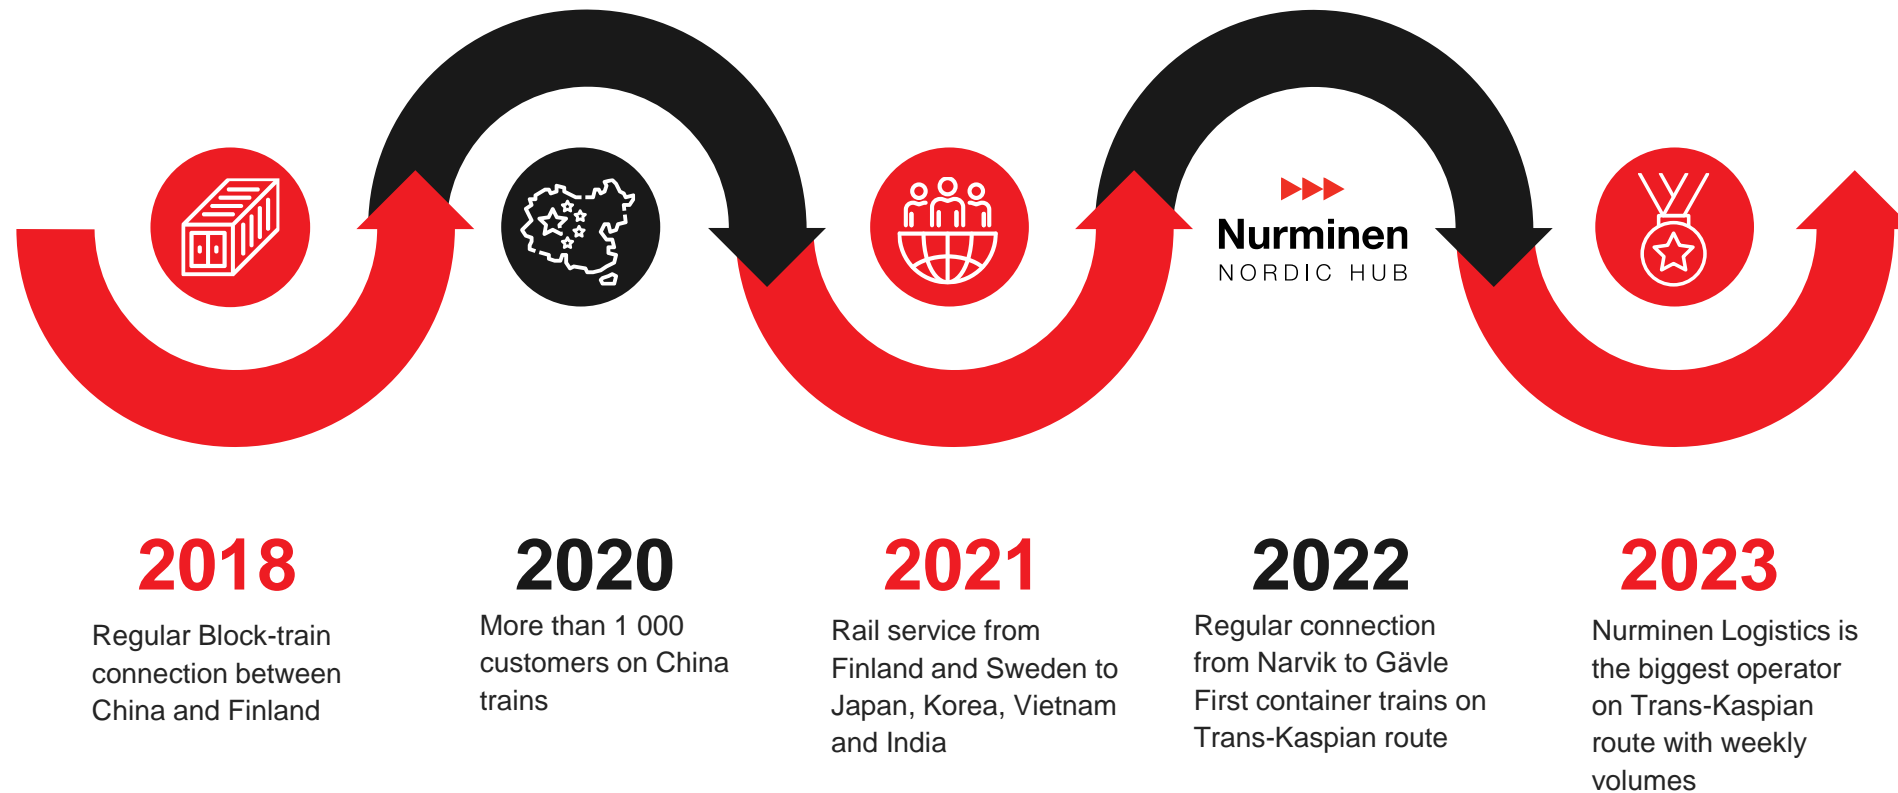 Nurminen
NORDIC HUB
2018
Regular Block-train
connection between
China and Finland
2020
More than 1 000
customers on China
trains
2021
Rail service from
Finland and Sweden to
Japan, Korea, Vietnam
and India
2022
Regular connection
from Narvik to Gävle
First container trains on
Trans-Kaspian route
2023
Nurminen Logistics is
the biggest operator
on Trans-Kaspian
route with weekly
volumes